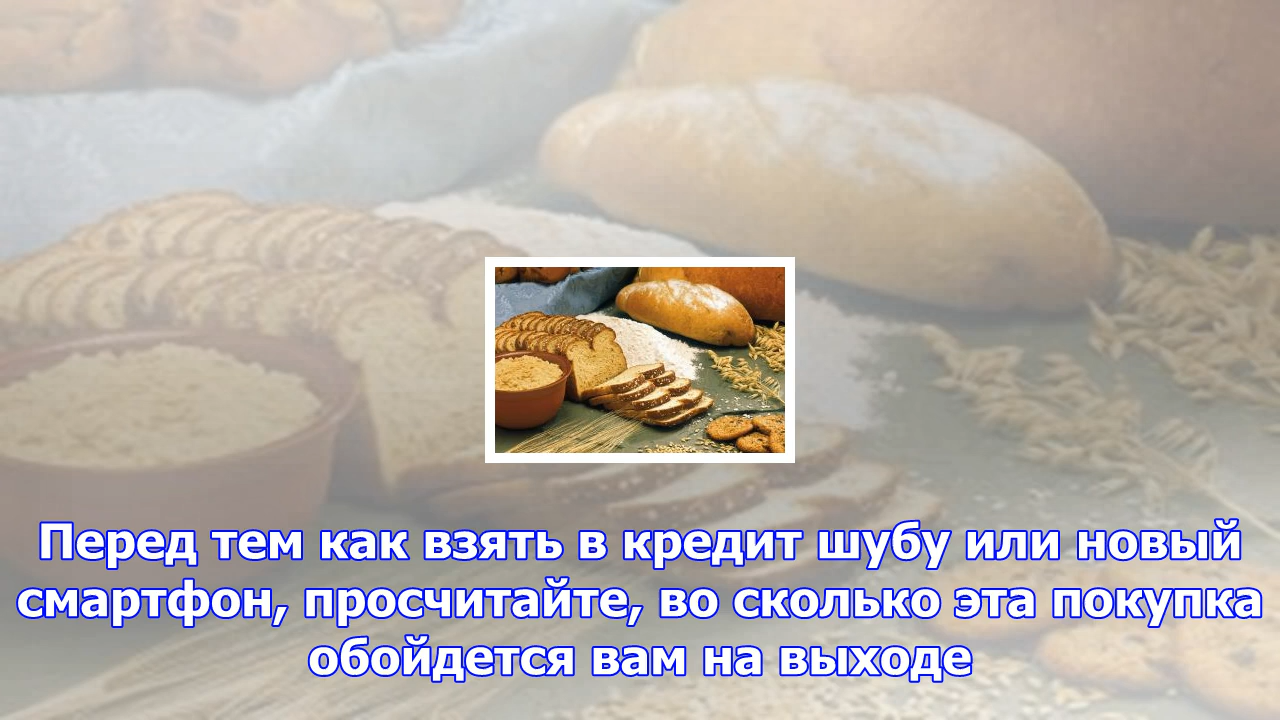 Перед тем как взять в кредит шубу или новый
смартфон, просчитайте, во сколько эта покупка
обойдется вам на выходе